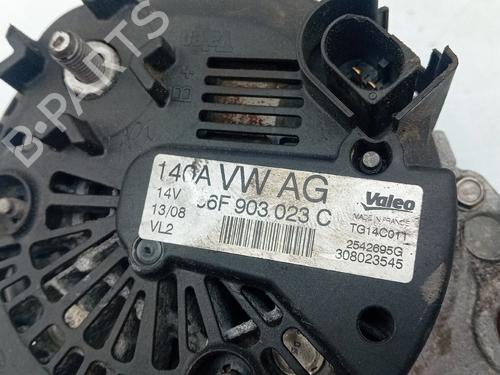 B-PARTS
B+
140A VW AG
14V 06F 903 023 C
13/08
VL2
Valeo
MADE IN FRANCE
TG14C011
2542695G
308023545